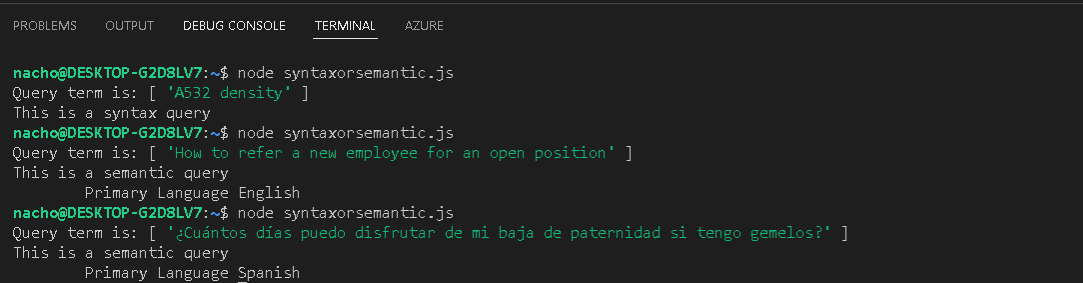 PROBLEMS OUTPUT DEBUG CONSOLE TERMINAL AZURE
nacho@DESKTOP-G2D8LV7:~$ node syntaxorsemantic.js
Query term is: [ 'A532 density' ]
This is a syntax query
nacho@DESKTOP-G2D8LV7:~$ node syntaxorsemantic.js
Query term is: [ 'How to refer a new employee for an open position' ]
This is a semantic query
Primary Language English
nacho@DESKTOP-G2D8LV7:~$ node syntaxorsemantic.js
Query term is: [ '¿Cuántos días puedo disfrutar de mi baja de paternidad si tengo gemelos?' ]
This is a semantic query
Primary Language Spanish